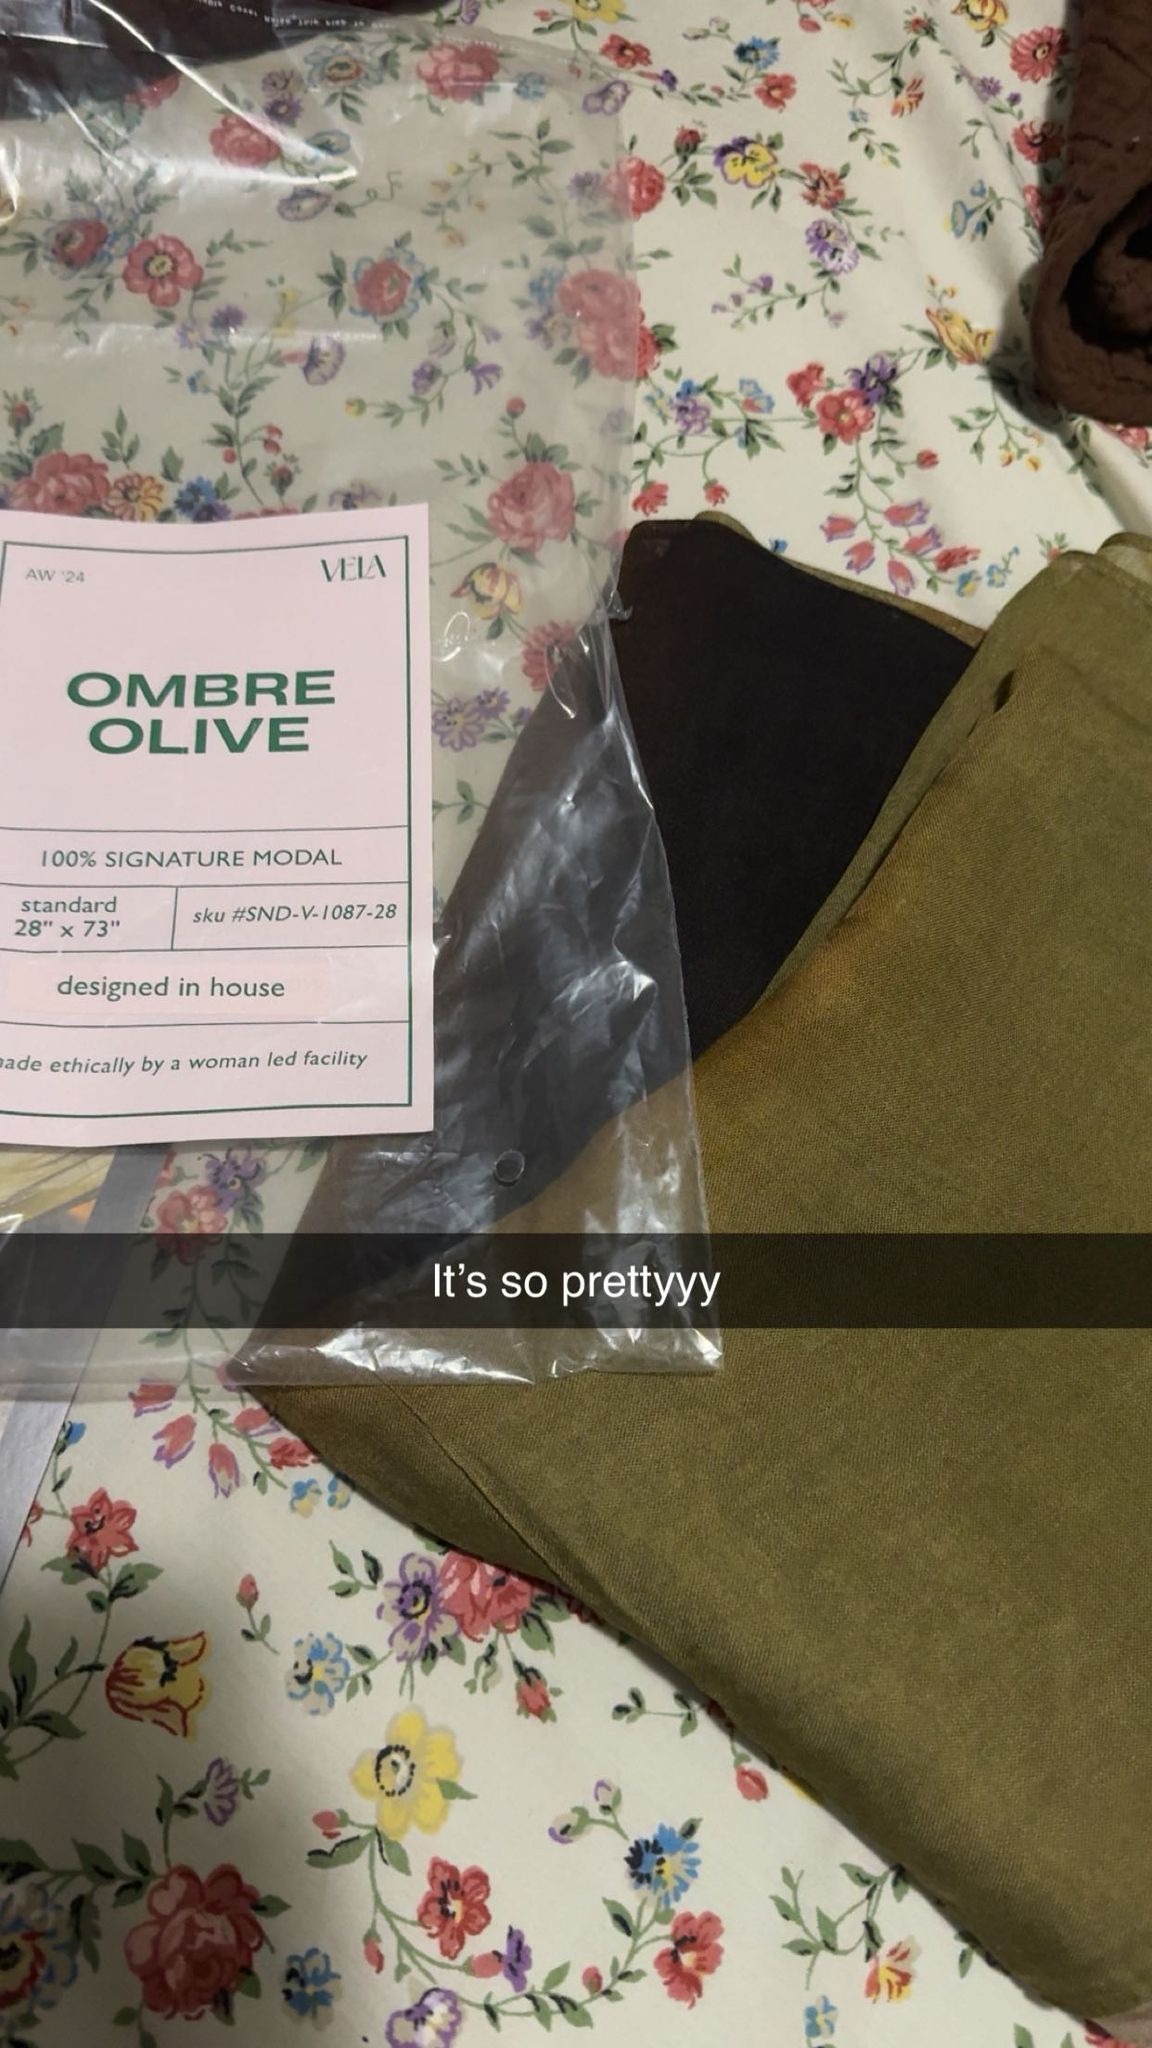 AW '24
VELA
OMBRE
OLIVE
100% SIGNATURE MODAL
standard
28" x 73"
sku #SND-V-1087-28
designed in house
ethically by a woman led facility
It's so prettyyy